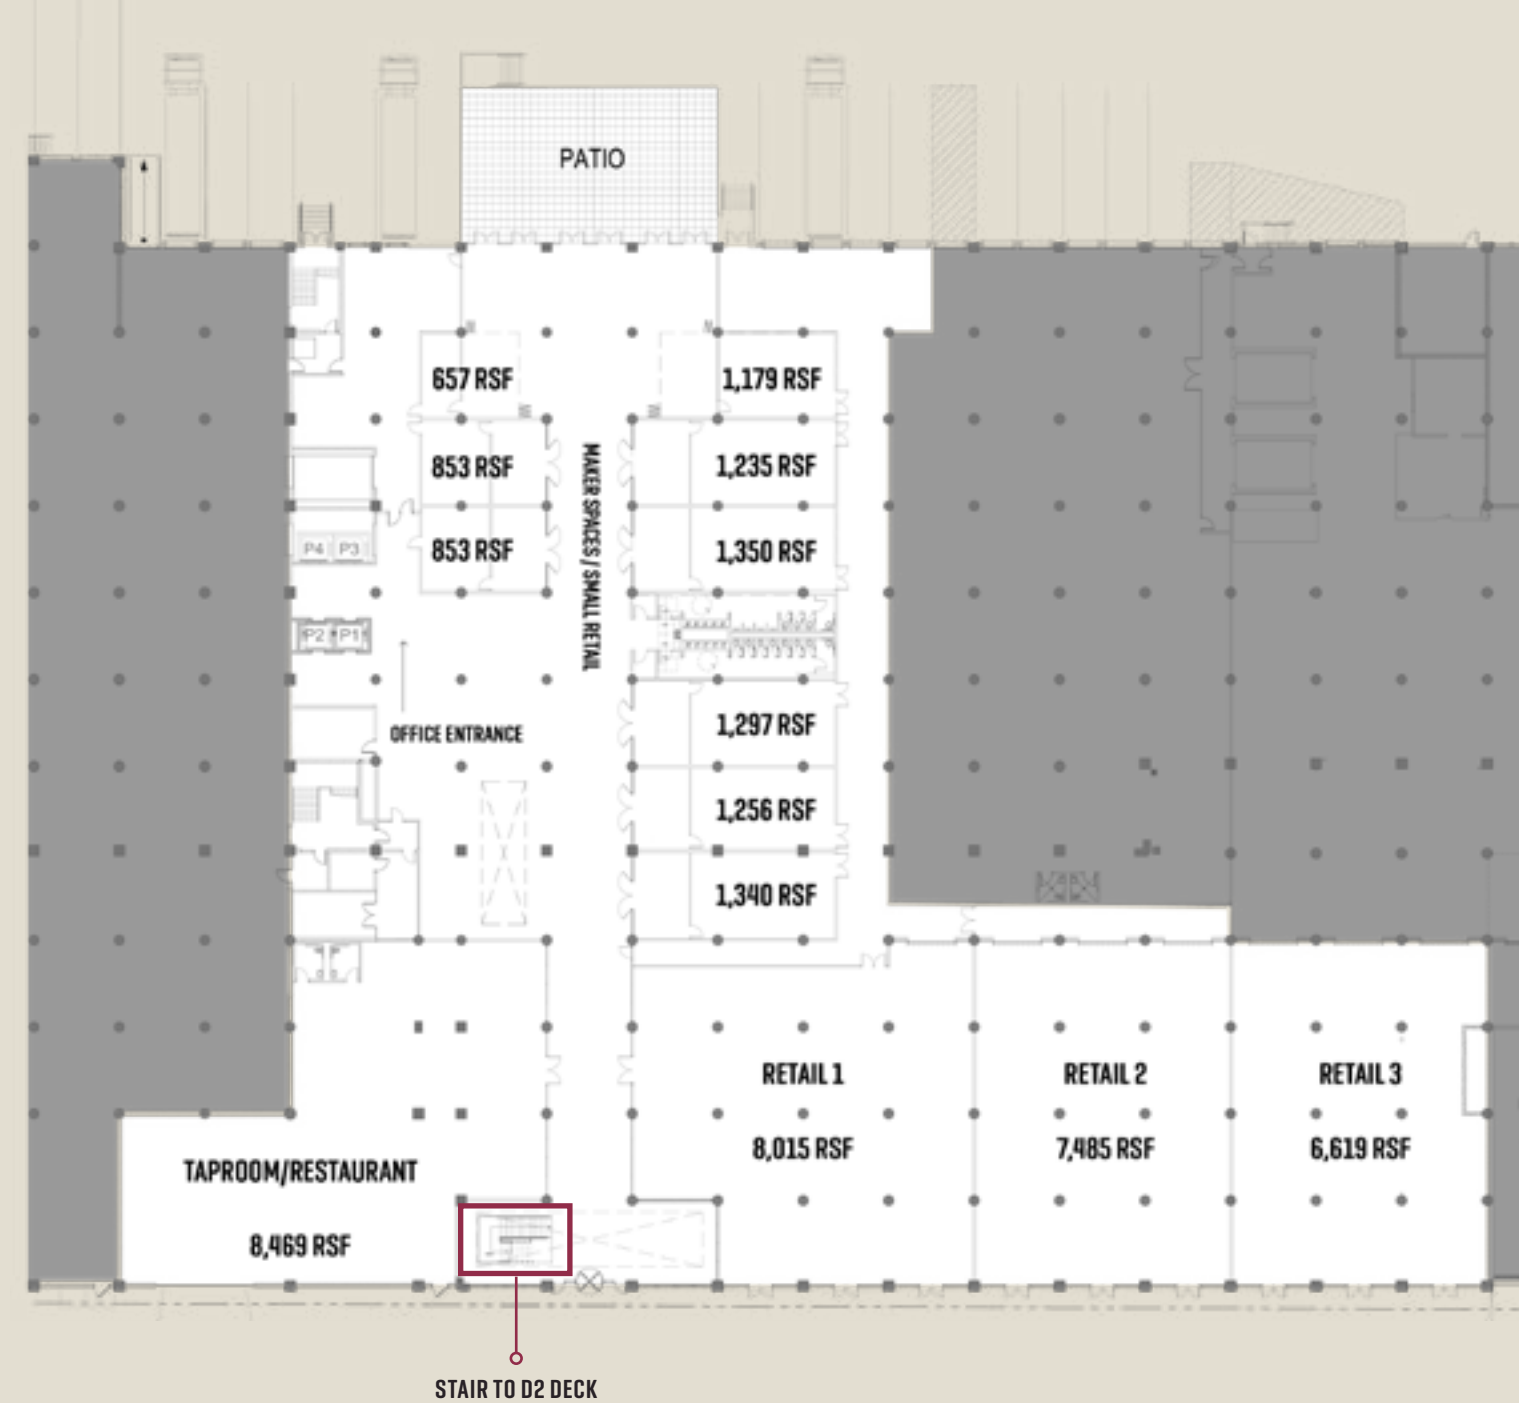 PATIO
657 RSF
1,179 RSF
853 RSF
1,235 RSF
853 RSF
1,350 RSF
MAKER SPACES / SMALL RETAIL
P4
P3
P2
P1
OFFICE ENTRANCE
1,297 RSF
1,256 RSF
1,340 RSF
RETAIL 1
8,015 RSF
RETAIL 2
7,485 RSF
RETAIL 3
6,619 RSF
TAPROOM/RESTAURANT
8,469 RSF
STAIR TO D2 DECK